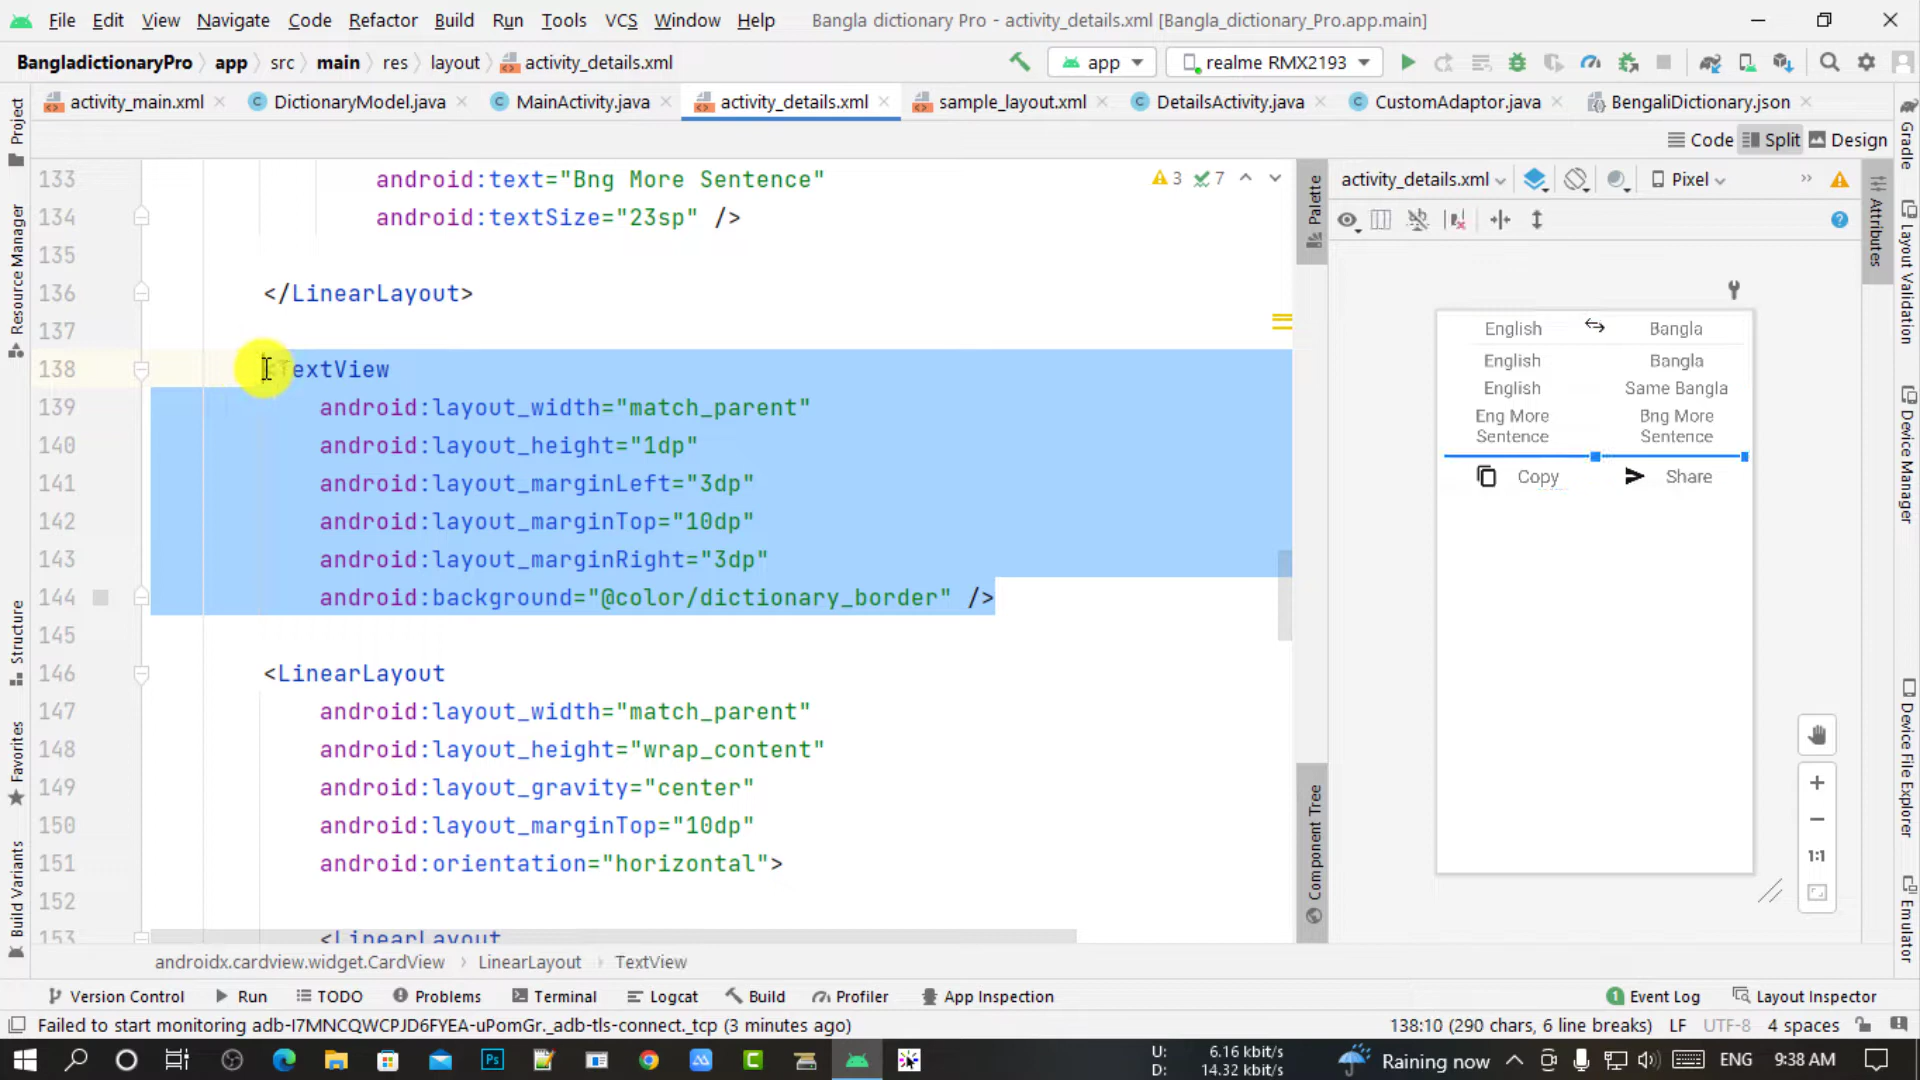 File Edit View Navigate Code Refactor Build Run Tools VCS Window Help Bangla dictionary Pro - activity_details.xml [Bangla_dictionary_Pro.app.main]
BangladictionaryPro app src main res layout activity_details.xml app realme RMX2193
activity_main.xml DictionaryModel.java MainActivity.java activity_details.xml sample_layout.xml DetailsActivity.java CustomAdaptor.java BengaliDictionary.json
Code Split Design
Project
Resource Manager
Structure
Favorites
Build Variants
133 android:text="Bng More Sentence"
134 android:textSize="23sp" />
135
136 </LinearLayout>
137
138 <TextView
139 android:layout_width="match_parent"
140 android:layout_height="1dp"
141 android:layout_marginLeft="3dp"
142 android:layout_marginTop="10dp"
143 android:layout_marginRight="3dp"
144 android:background="@color/dictionary_border" />
145
146 <LinearLayout
147 android:layout_width="match_parent"
148 android:layout_height="wrap_content"
149 android:layout_gravity="center"
150 android:layout_marginTop="10dp"
151 android:orientation="horizontal">
152
153 <LinearLayout
3 7
Palette
Component Tree
activity_details.xml Pixel
English Bangla
English Bangla
English Same Bangla
Eng More Bng More
Sentence Sentence
Copy Share
1:1
Attributes
Gradle
Layout Validation
Device Manager
Device File Explorer
Emulator
androidx.cardview.widget.CardView LinearLayout TextView
Version Control Run TODO Problems Terminal Logcat Build Profiler App Inspection 1 Event Log Layout Inspector
Failed to start monitoring adb-I7MNCQWCPJD6FYEA-uPomGr._adb-tls-connect._tcp (3 minutes ago) 138:10 (290 chars, 6 line breaks) LF UTF-8 4 spaces
U: 6.16 kbit/s
D: 14.32 kbit/s
Raining now ENG 9:38 AM